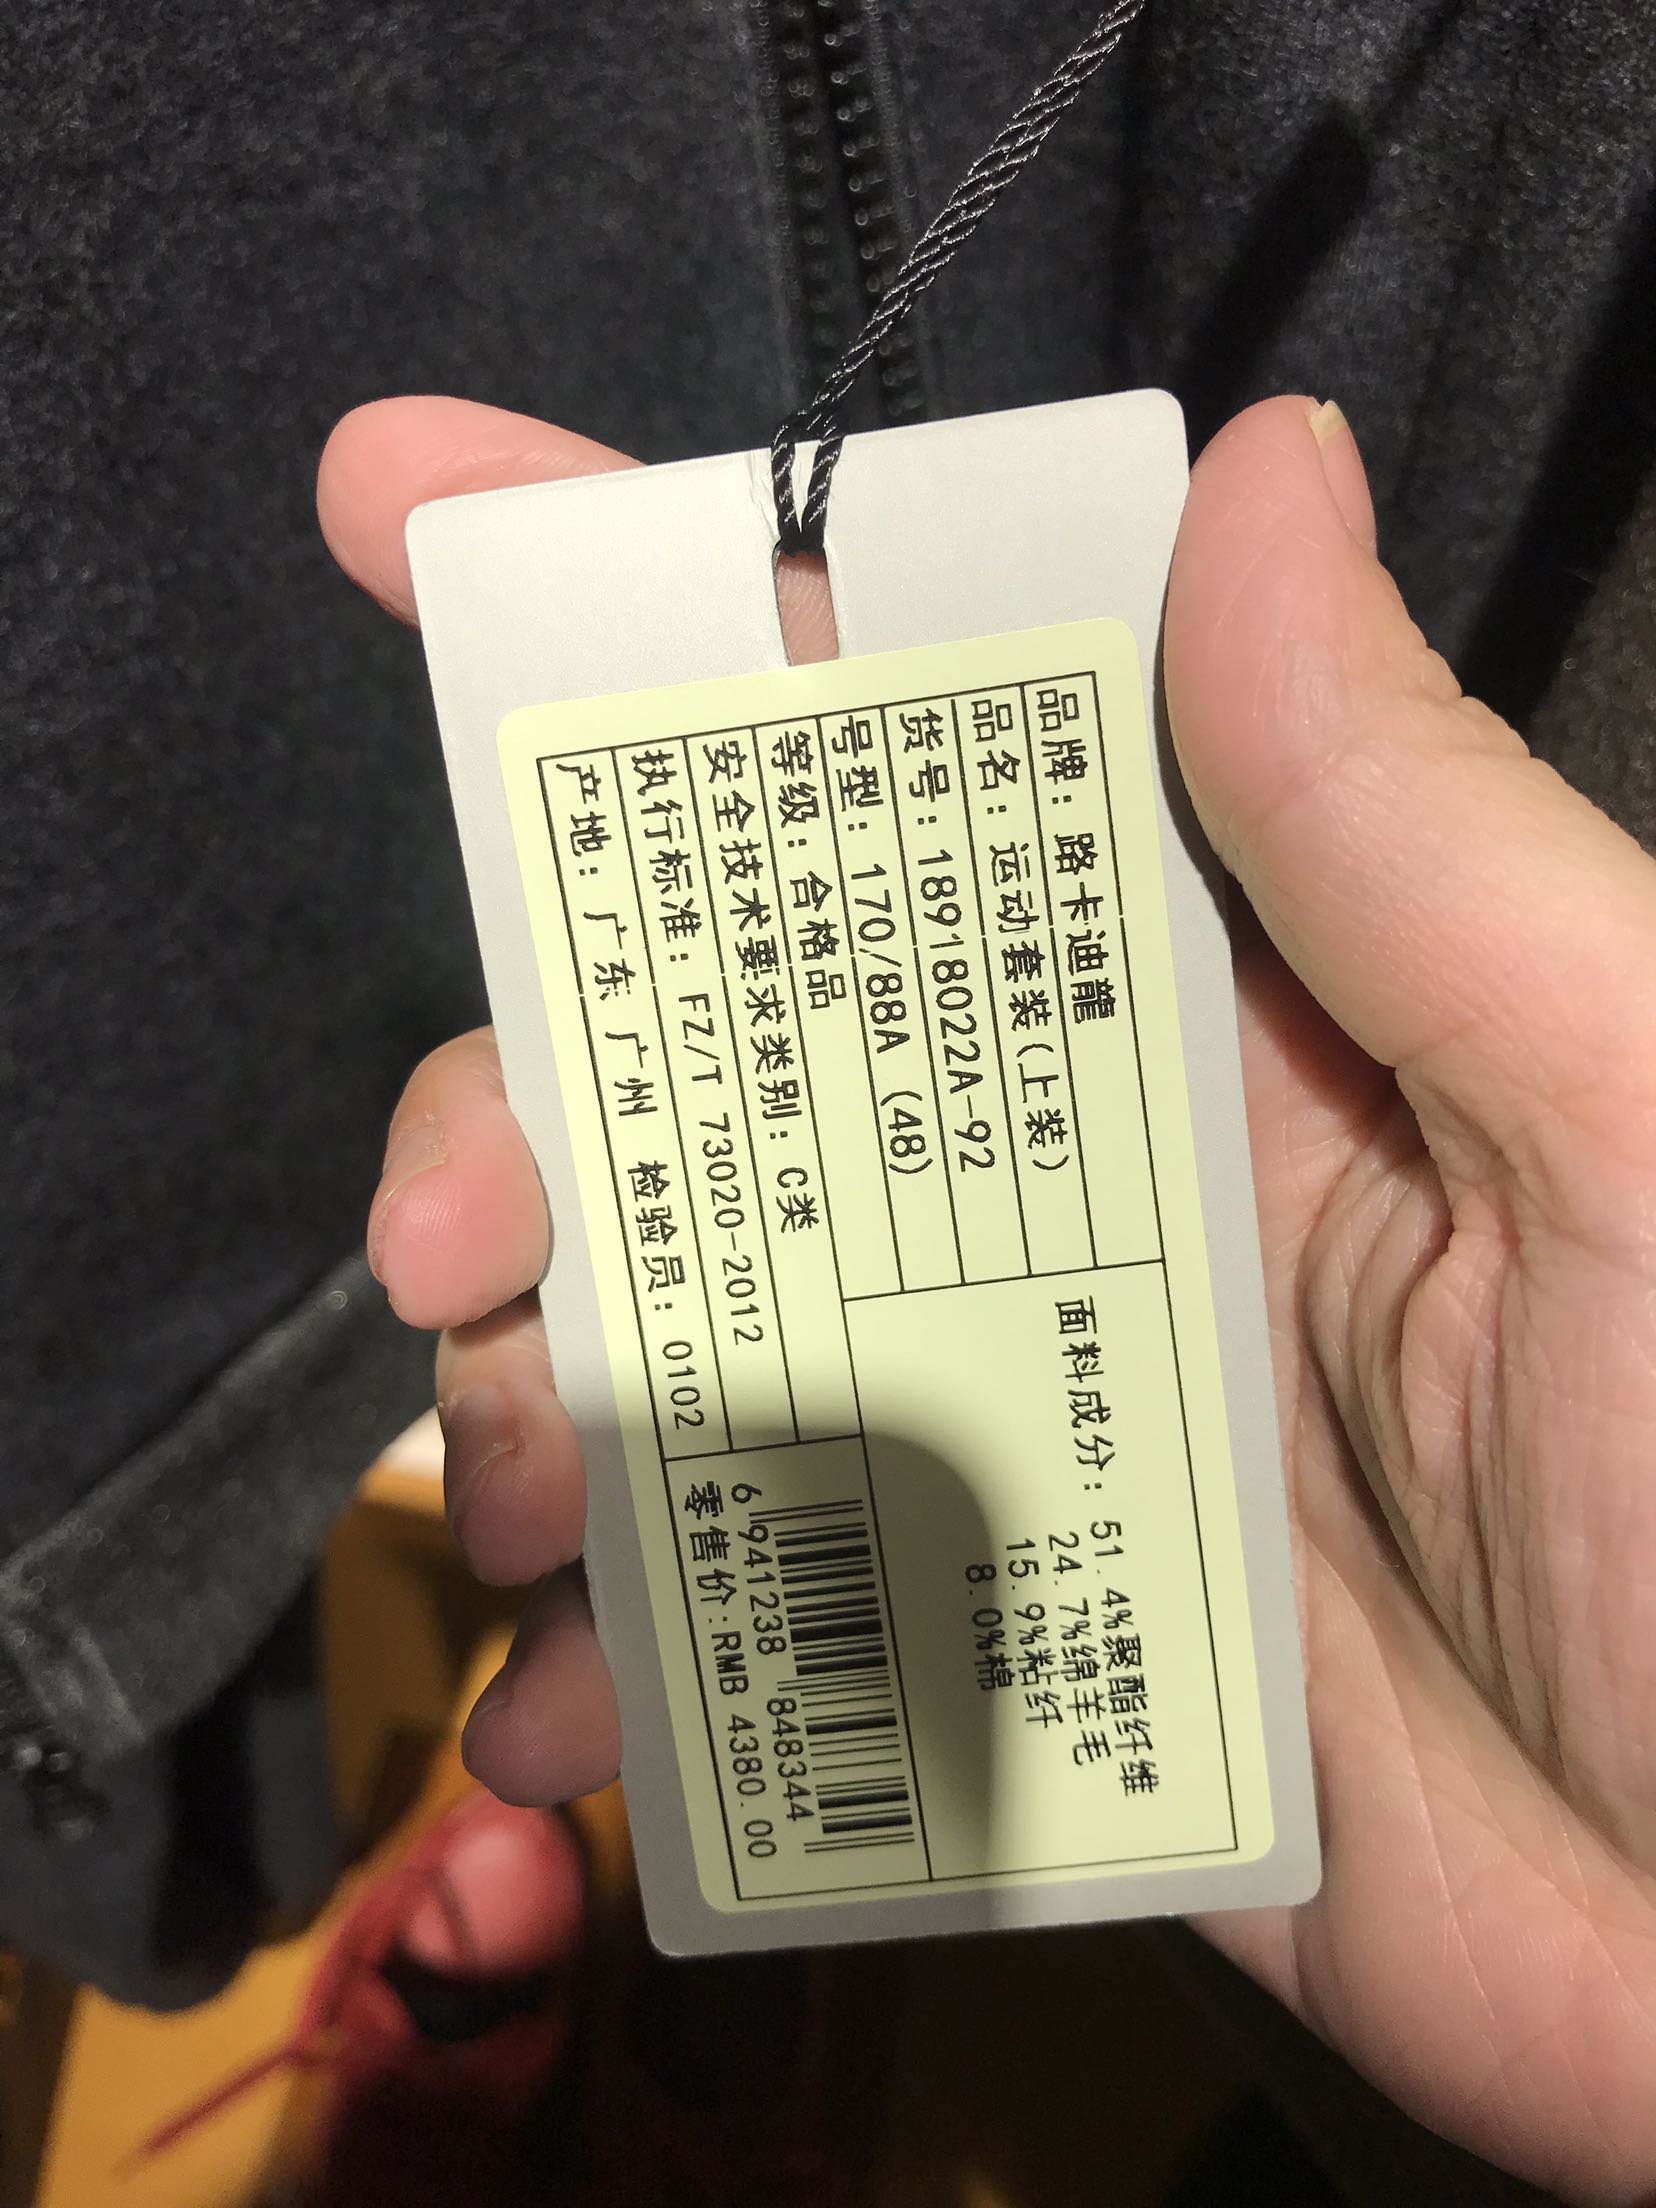 品牌：路卡迪龍
品名：运动套装(上装)
货号：18918022A-92
号型：170/88A (48)
等级：合格品
安全技术要求类别：C类
执行标准：FZ/T 73020-2012
产地：广东 广州 检验员：0102
面料成分：51.4%聚酯纤维
24.7%绵羊毛
15.9%粘纤
8.0%棉
6 941238 848344
零售价:RMB 4380.00